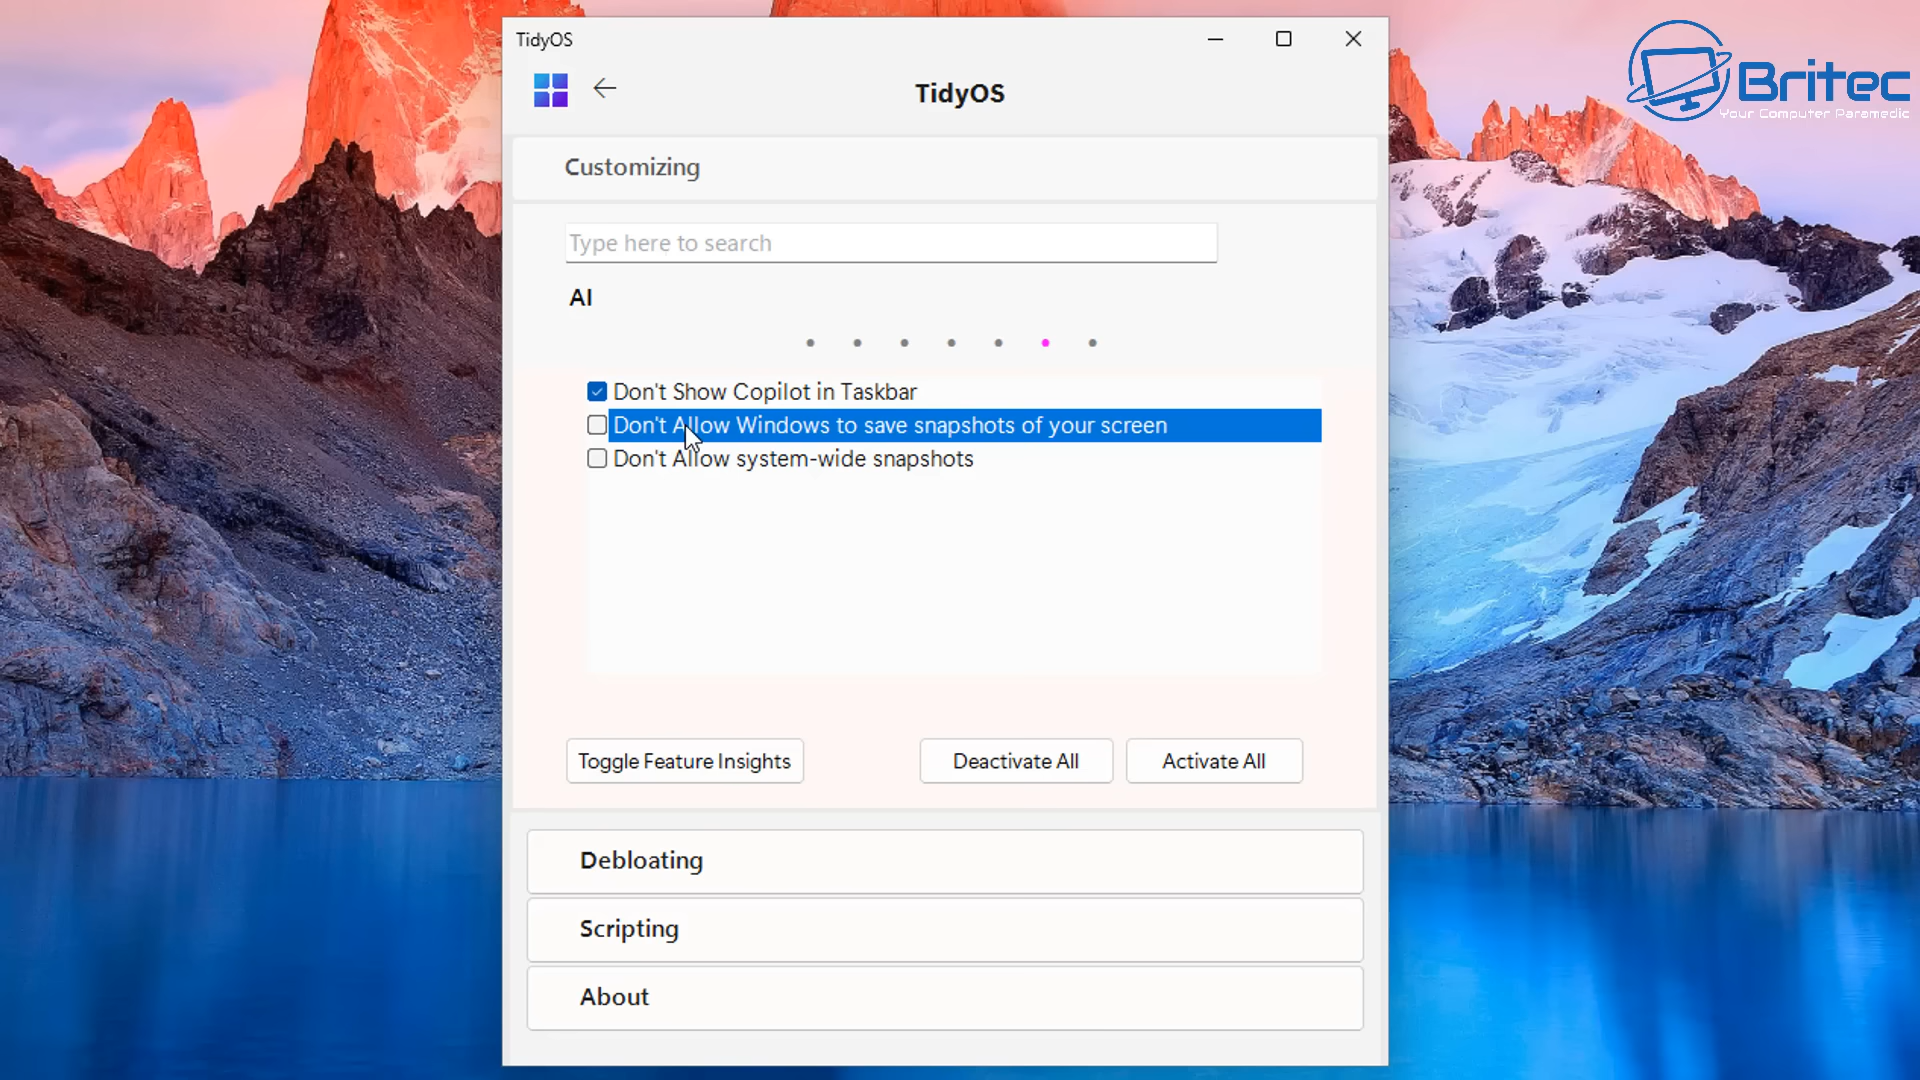 TidyOS
TidyOS
Britec
Your Computer Paramedic
Customizing
Type here to search
AI
Don't Show Copilot in Taskbar
Don't Allow Windows to save snapshots of your screen
Don't Allow system-wide snapshots
Toggle Feature Insights
Deactivate All
Activate All
Debloating
Scripting
About